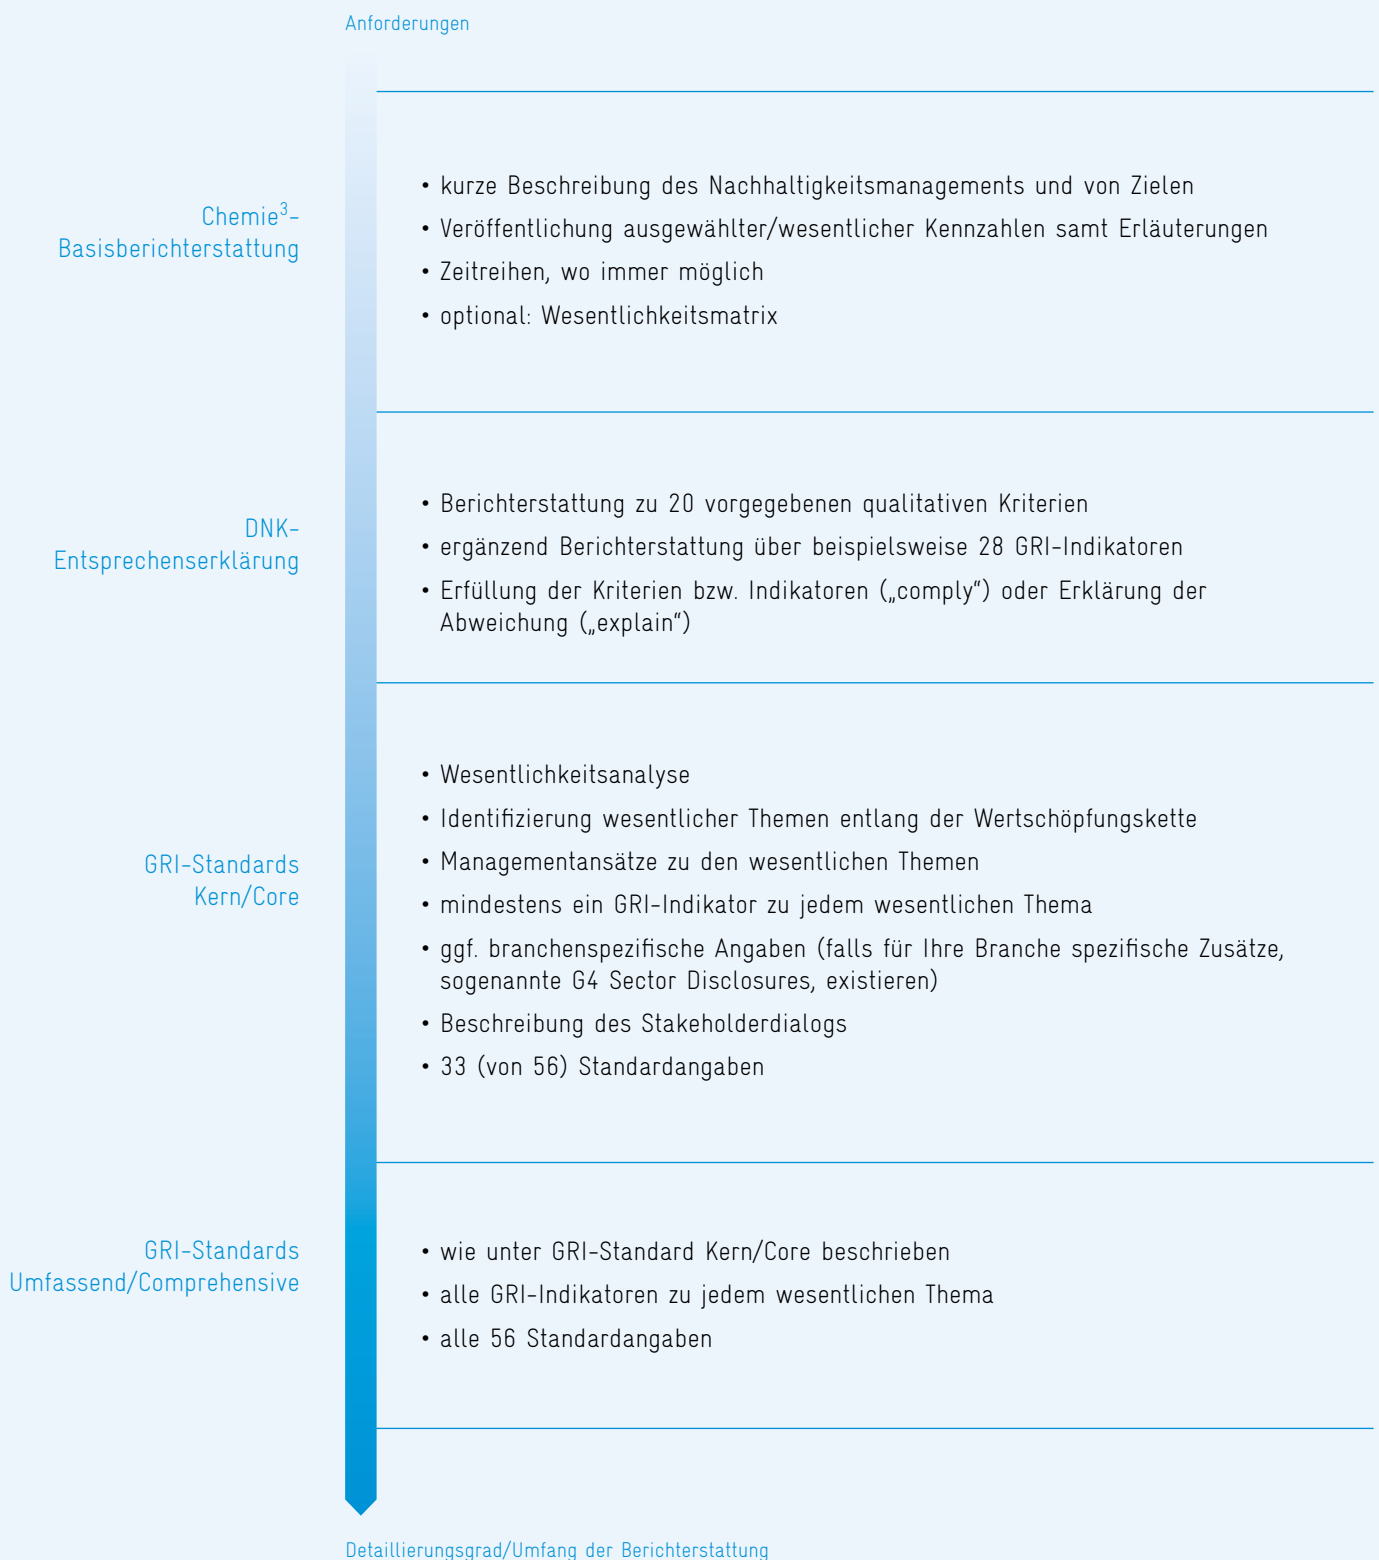 Anforderungen
Chemie³-
Basisberichterstattung
• kurze Beschreibung des Nachhaltigkeitsmanagements und von Zielen
• Veröffentlichung ausgewählter/wesentlicher Kennzahlen samt Erläuterungen
• Zeitreihen, wo immer möglich
• optional: Wesentlichkeitsmatrix
DNK-
Entsprechenserklärung
• Berichterstattung zu 20 vorgegebenen qualitativen Kriterien
• ergänzend Berichterstattung über beispielsweise 28 GRI-Indikatoren
• Erfüllung der Kriterien bzw. Indikatoren („comply“) oder Erklärung der
Abweichung („explain“)
GRI-Standards
Kern/Core
• Wesentlichkeitsanalyse
• Identifizierung wesentlicher Themen entlang der Wertschöpfungskette
• Managementansätze zu den wesentlichen Themen
• mindestens ein GRI-Indikator zu jedem wesentlichen Thema
• ggf. branchenspezifische Angaben (falls für Ihre Branche spezifische Zusätze,
sogenannte G4 Sector Disclosures, existieren)
• Beschreibung des Stakeholderdialogs
• 33 (von 56) Standardangaben
GRI-Standards
Umfassend/Comprehensive
• wie unter GRI-Standard Kern/Core beschrieben
• alle GRI-Indikatoren zu jedem wesentlichen Thema
• alle 56 Standardangaben
Detaillierungsgrad/Umfang der Berichterstattung